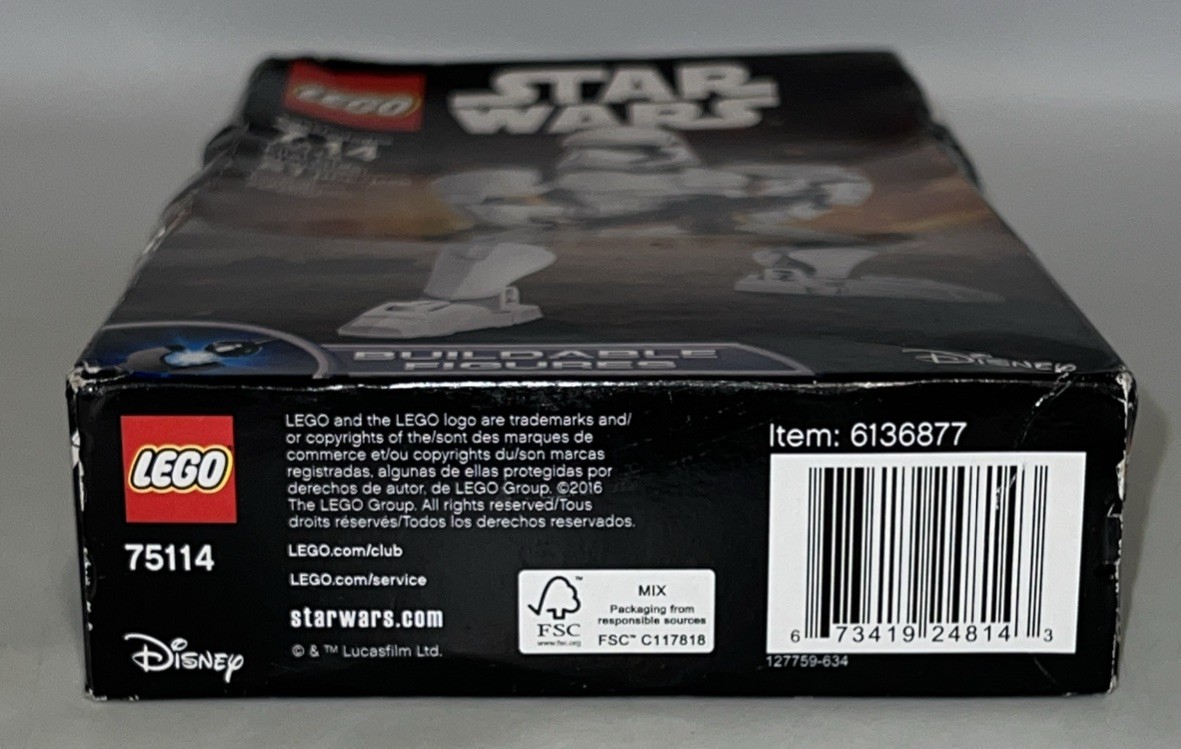 LEGO
STAR
WARS
BUILDABLE
FIGURES
Disney
LEGO
75114
Disney
LEGO and the LEGO logo are trademarks and/
or copyrights of the/sont des marques de
commerce et/ou copyrights du/son marcas
registradas, algunas de ellas protegidas por
derechos de autor, de LEGO Group. ©2016
The LEGO Group. All rights reserved/Tous
droits réservés/Todos los derechos reservados.
LEGO.com/club
LEGO.com/service
starwars.com
© & ™ Lucasfilm Ltd.
FSC
www.fsc.org
MIX
Packaging from
responsible sources
FSC™ C117818
Item: 6136877
6 73419 24814 3
127759-634